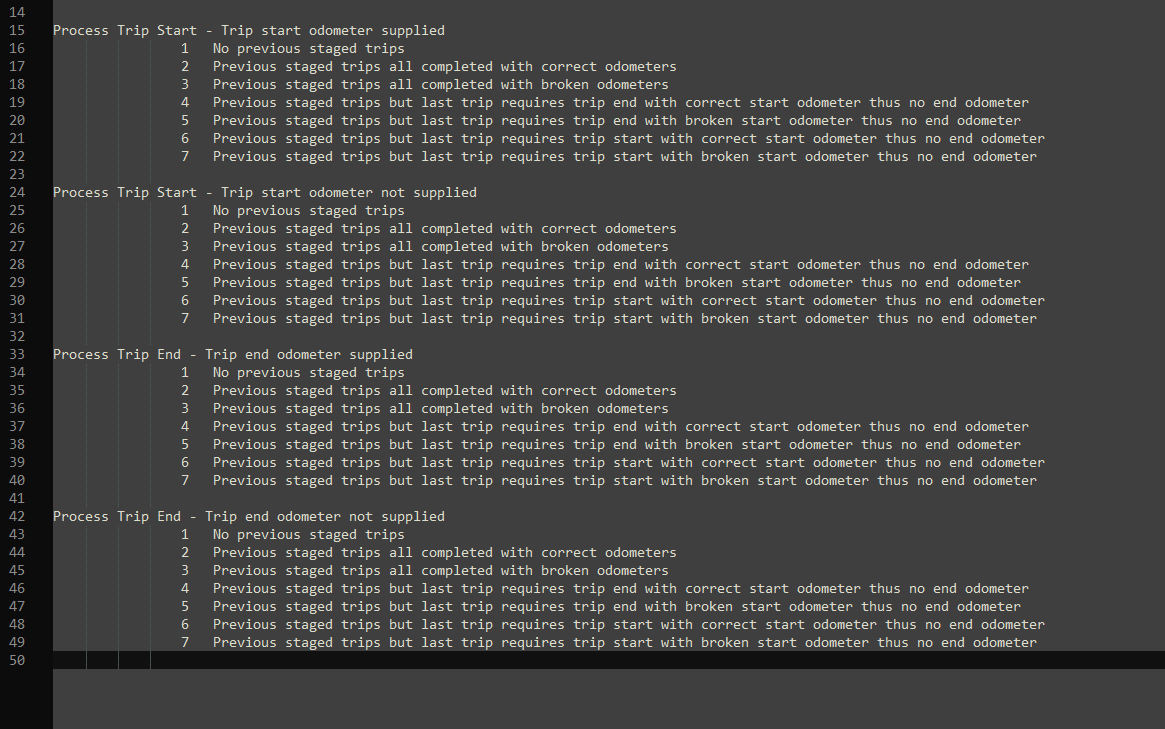 14
15 Process Trip Start - Trip start odometer supplied
16 1 No previous staged trips
17 2 Previous staged trips all completed with correct odometers
18 3 Previous staged trips all completed with broken odometers
19 4 Previous staged trips but last trip requires trip end with correct start odometer thus no end odometer
20 5 Previous staged trips but last trip requires trip end with broken start odometer thus no end odometer
21 6 Previous staged trips but last trip requires trip start with correct start odometer thus no end odometer
22 7 Previous staged trips but last trip requires trip start with broken start odometer thus no end odometer
23
24 Process Trip Start - Trip start odometer not supplied
25 1 No previous staged trips
26 2 Previous staged trips all completed with correct odometers
27 3 Previous staged trips all completed with broken odometers
28 4 Previous staged trips but last trip requires trip end with correct start odometer thus no end odometer
29 5 Previous staged trips but last trip requires trip end with broken start odometer thus no end odometer
30 6 Previous staged trips but last trip requires trip start with correct start odometer thus no end odometer
31 7 Previous staged trips but last trip requires trip start with broken start odometer thus no end odometer
32
33 Process Trip End - Trip end odometer supplied
34 1 No previous staged trips
35 2 Previous staged trips all completed with correct odometers
36 3 Previous staged trips all completed with broken odometers
37 4 Previous staged trips but last trip requires trip end with correct start odometer thus no end odometer
38 5 Previous staged trips but last trip requires trip end with broken start odometer thus no end odometer
39 6 Previous staged trips but last trip requires trip start with correct start odometer thus no end odometer
40 7 Previous staged trips but last trip requires trip start with broken start odometer thus no end odometer
41
42 Process Trip End - Trip end odometer not supplied
43 1 No previous staged trips
44 2 Previous staged trips all completed with correct odometers
45 3 Previous staged trips all completed with broken odometers
46 4 Previous staged trips but last trip requires trip end with correct start odometer thus no end odometer
47 5 Previous staged trips but last trip requires trip end with broken start odometer thus no end odometer
48 6 Previous staged trips but last trip requires trip start with correct start odometer thus no end odometer
49 7 Previous staged trips but last trip requires trip start with broken start odometer thus no end odometer
50